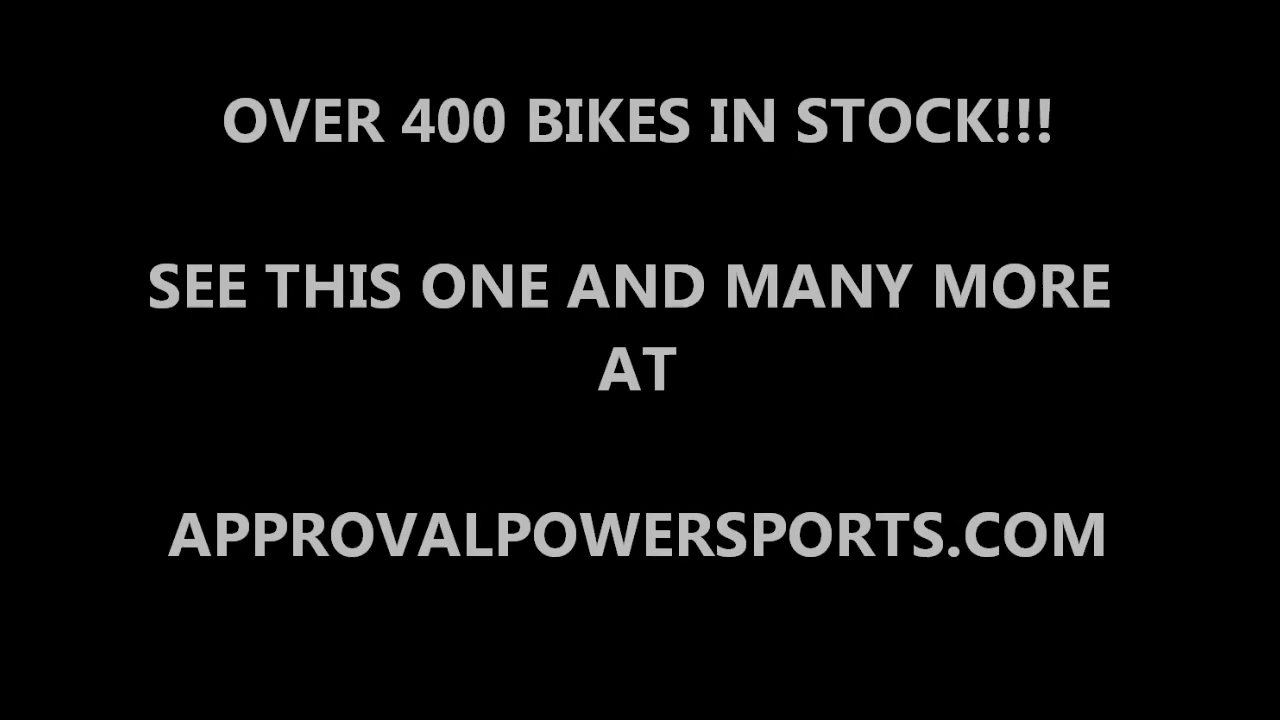 OVER 400 BIKES IN STOCK!!!
SEE THIS ONE AND MANY MORE
AT
APPROVALPOWERSPORTS.COM